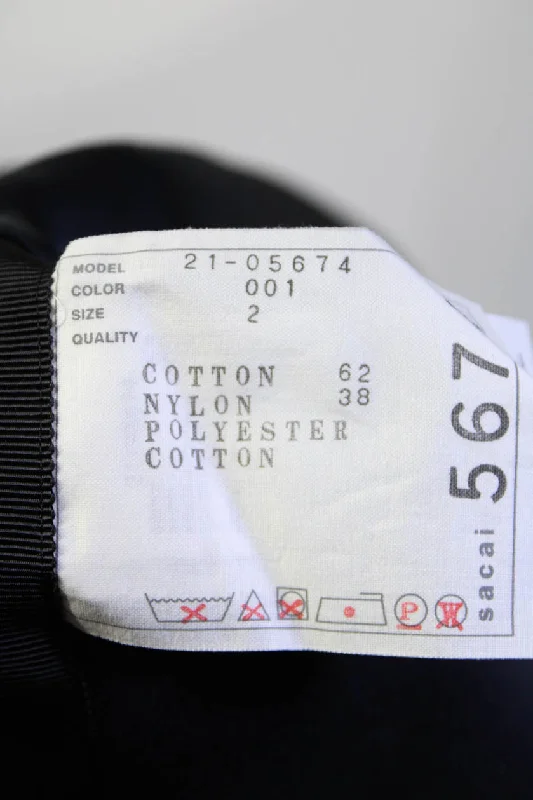 MODEL 21-05674
COLOR 001
SIZE 2
QUALITY
COTTON 62
NYLON 38
POLYESTER
COTTON
P W
sacai 567